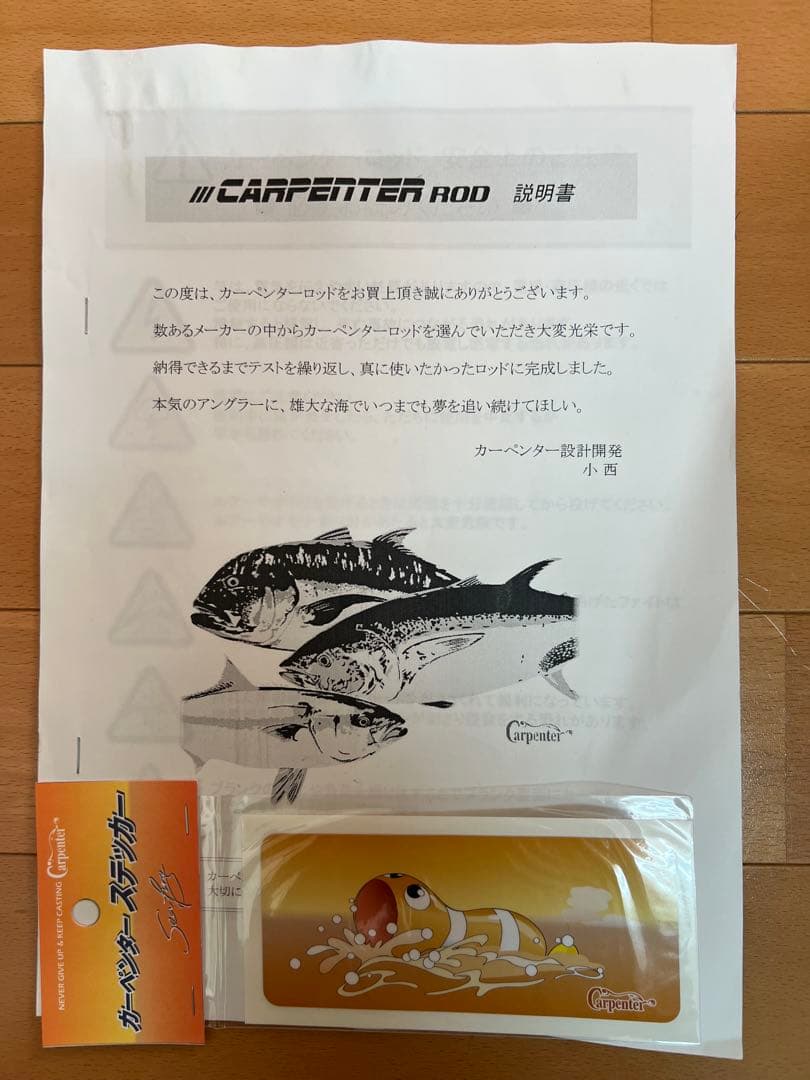 CARPENTER ROD 説明書
この度は、カーペンターロッドをお買上頂き誠にありがとうございます。
数あるメーカーの中からカーペンターロッドを選んでいただき大変光栄です。
納得できるまでテストを繰り返し、真に使いたかったロッドに完成しました。
本気のアングラーに、雄大な海でいつまでも夢を追い続けてほしい。
カーペンター設計開発
小西
Carpenter
カーペ
大切に
NEVER GIVE UP & KEEP CASTING Carpenter
カーペンター・ステッカー
Carpenter